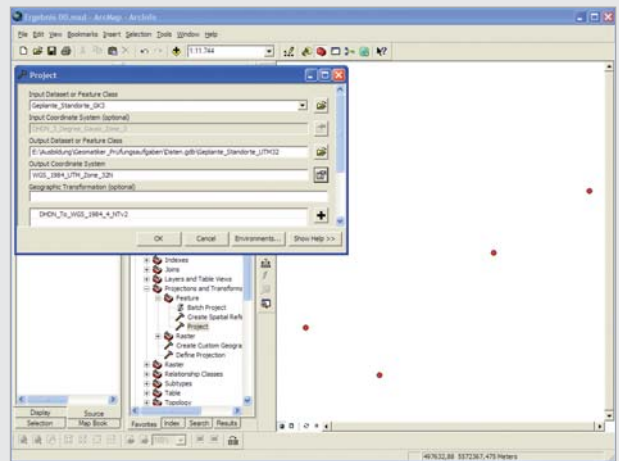 Ergebnis 00.mxd - ArcMap - ArcInfo
File Edit View Bookmarks Insert Selection Tools Window Help
1:11.744
Project
Input Dataset or Feature Class
Geplante_Standorte_GK3
Input Coordinate System (optional)
DHDN_3_Degree_Gauss_Zone_3
Output Dataset or Feature Class
E:\Ausbildung\Geomatiker_Prüfungsaufgaben\Daten.gdb\Geplante_Standorte_UTM32
Output Coordinate System
WGS_1984_UTM_Zone_32N
Geographic Transformation (optional)
DHDN_To_WGS_1984_4_NTv2
OK Cancel Environments... Show Help >>
Indexes
Joins
Layers and Table Views
Projections and Transforma
Feature
Batch Project
Create Spatial Refe
Project
Raster
Create Custom Geogra
Define Projection
Raster
Relationship Classes
Subtypes
Table
Topology
Display Source
Selection Map Book
Favorites Index Search Results
497632,88 5572367,475 Meters